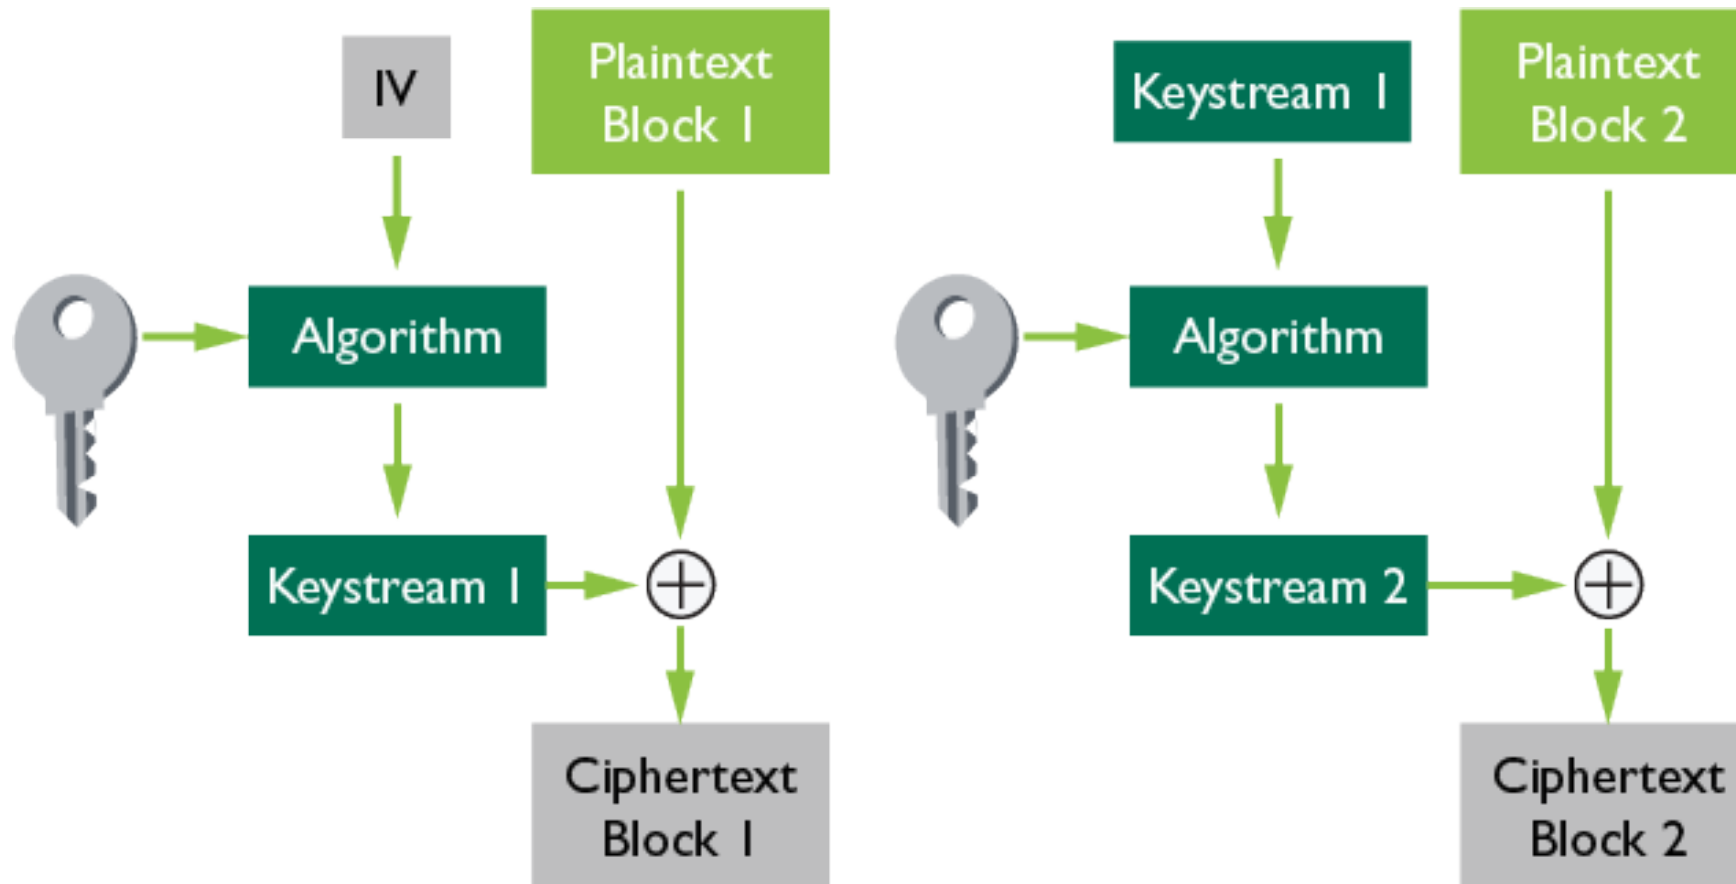 IV
Plaintext
Block 1
Algorithm
Keystream 1
Ciphertext
Block 1
Keystream 1
Plaintext
Block 2
Algorithm
Keystream 2
Ciphertext
Block 2